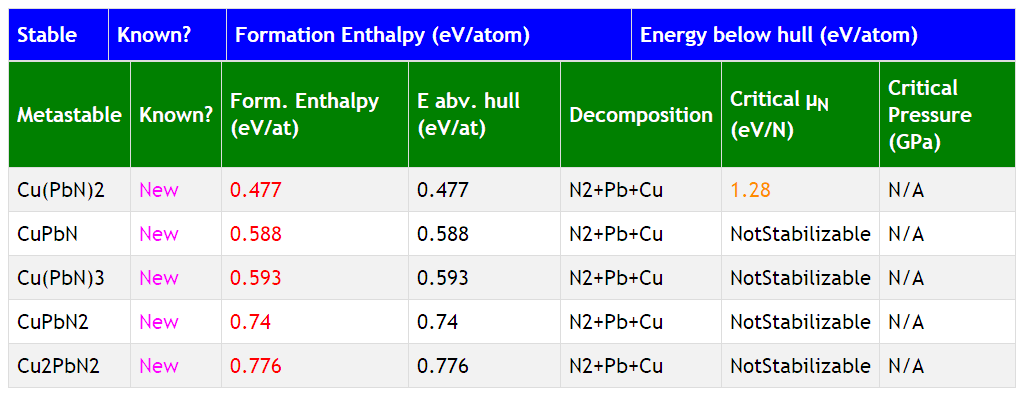 Stable Known? Formation Enthalpy (eV/atom) Energy below hull (eV/atom)
Metastable Known? Form. Enthalpy (eV/at) E abv. hull (eV/at) Decomposition Critical μN (eV/N) Critical Pressure (GPa)
Cu(PbN)2 New 0.477 0.477 N2+Pb+Cu 1.28 N/A
CuPbN New 0.588 0.588 N2+Pb+Cu NotStabilizable N/A
Cu(PbN)3 New 0.593 0.593 N2+Pb+Cu NotStabilizable N/A
CuPbN2 New 0.74 0.74 N2+Pb+Cu NotStabilizable N/A
Cu2PbN2 New 0.776 0.776 N2+Pb+Cu NotStabilizable N/A